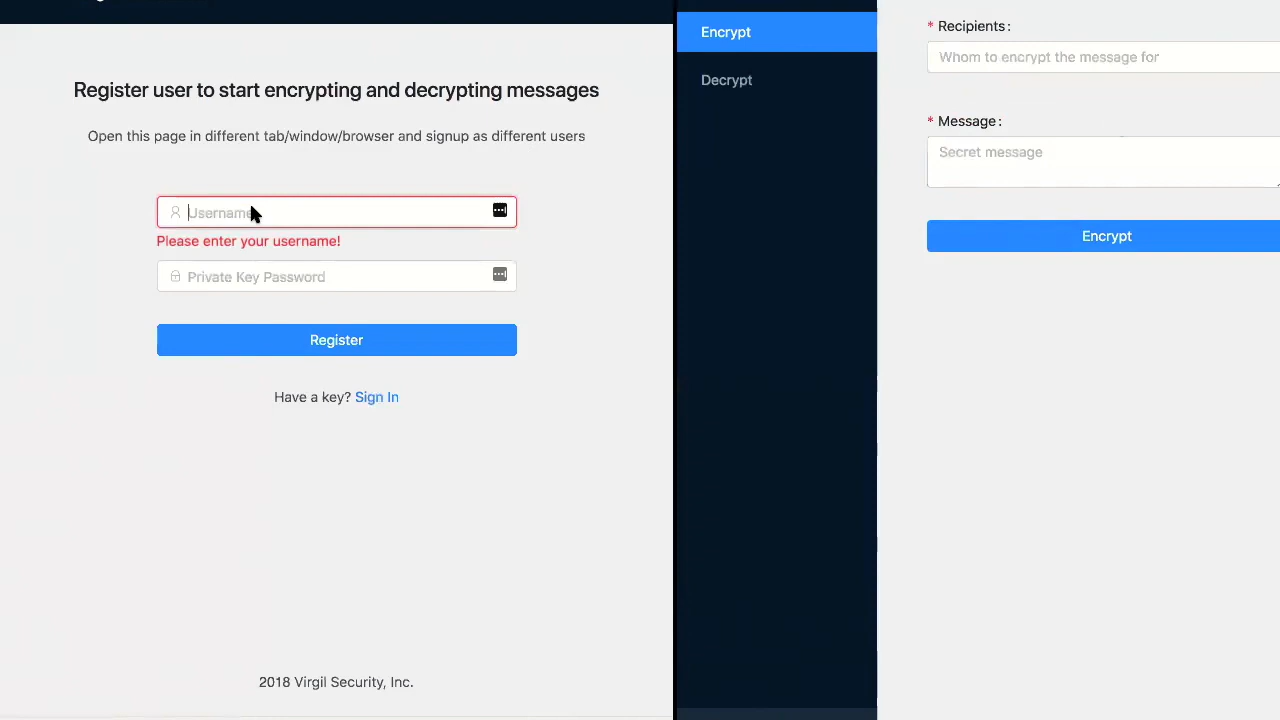 Register user to start encrypting and decrypting messages
Open this page in different tab/window/browser and signup as different users
Username
Please enter your username!
Private Key Password
Register
Have a key? Sign In
2018 Virgil Security, Inc.
Encrypt
Decrypt
* Recipients:
Whom to encrypt the message for
* Message:
Secret message
Encrypt